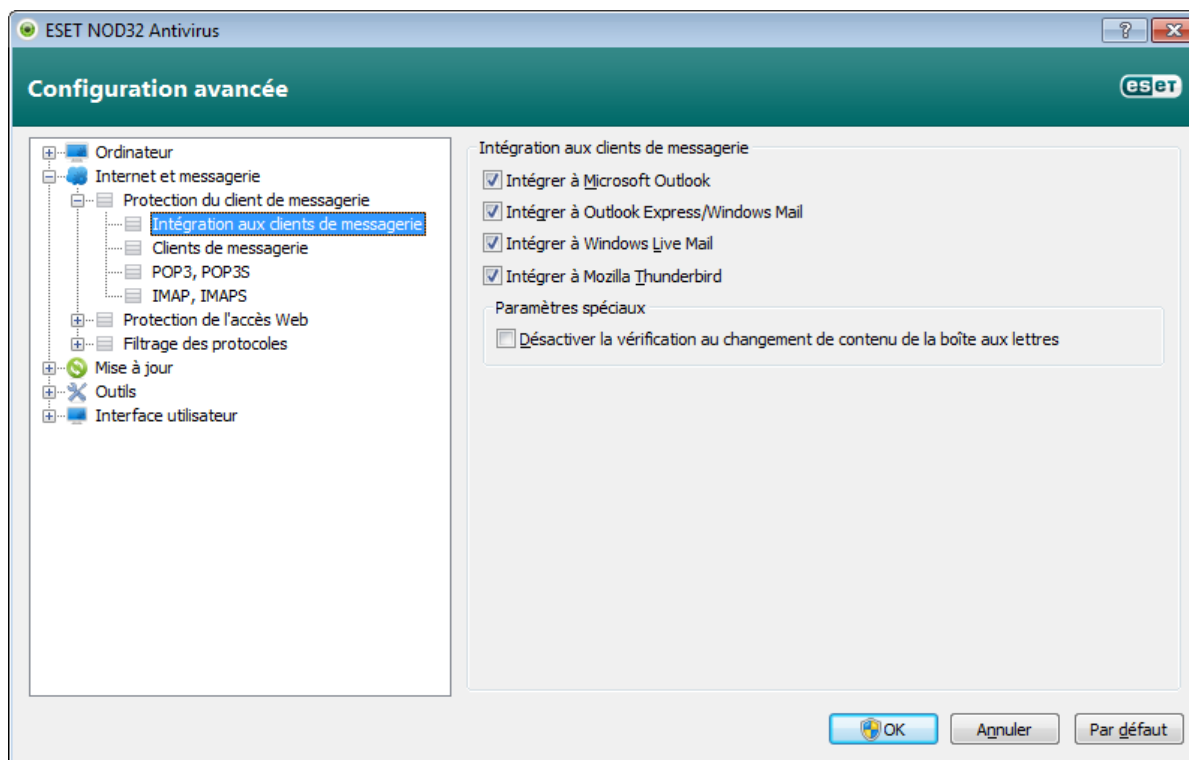 ESET NOD32 Antivirus
Configuration avancée
eseT
Ordinateur
Internet et messagerie
Protection du client de messagerie
Intégration aux clients de messagerie
Clients de messagerie
POP3, POP3S
IMAP, IMAPS
Protection de l'accès Web
Filtrage des protocoles
Mise à jour
Outils
Interface utilisateur
Intégration aux clients de messagerie
Intégrer à Microsoft Outlook
Intégrer à Outlook Express/Windows Mail
Intégrer à Windows Live Mail
Intégrer à Mozilla Thunderbird
Paramètres spéciaux
Désactiver la vérification au changement de contenu de la boîte aux lettres
OK
Annuler
Par défaut